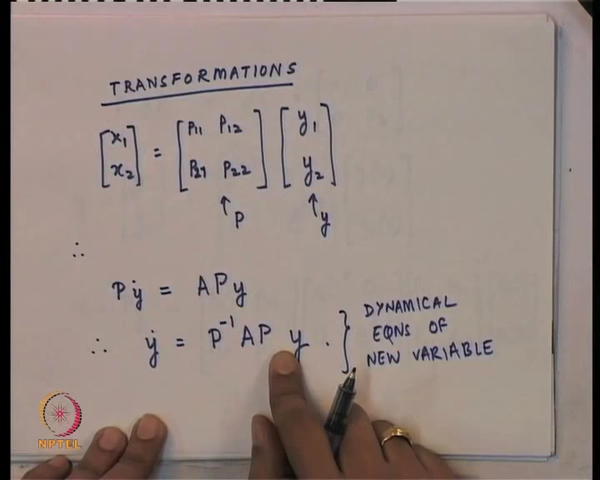 TRANSFORMATIONS
[x1 x2] = [p11 p12 p21 p22] [y1 y2]
↑p ↑y
∴
Pẏ = APy
∴ ẏ = P⁻¹AP y . } DYNAMICAL
EQNS OF
NEW VARIABLE
NPTEL